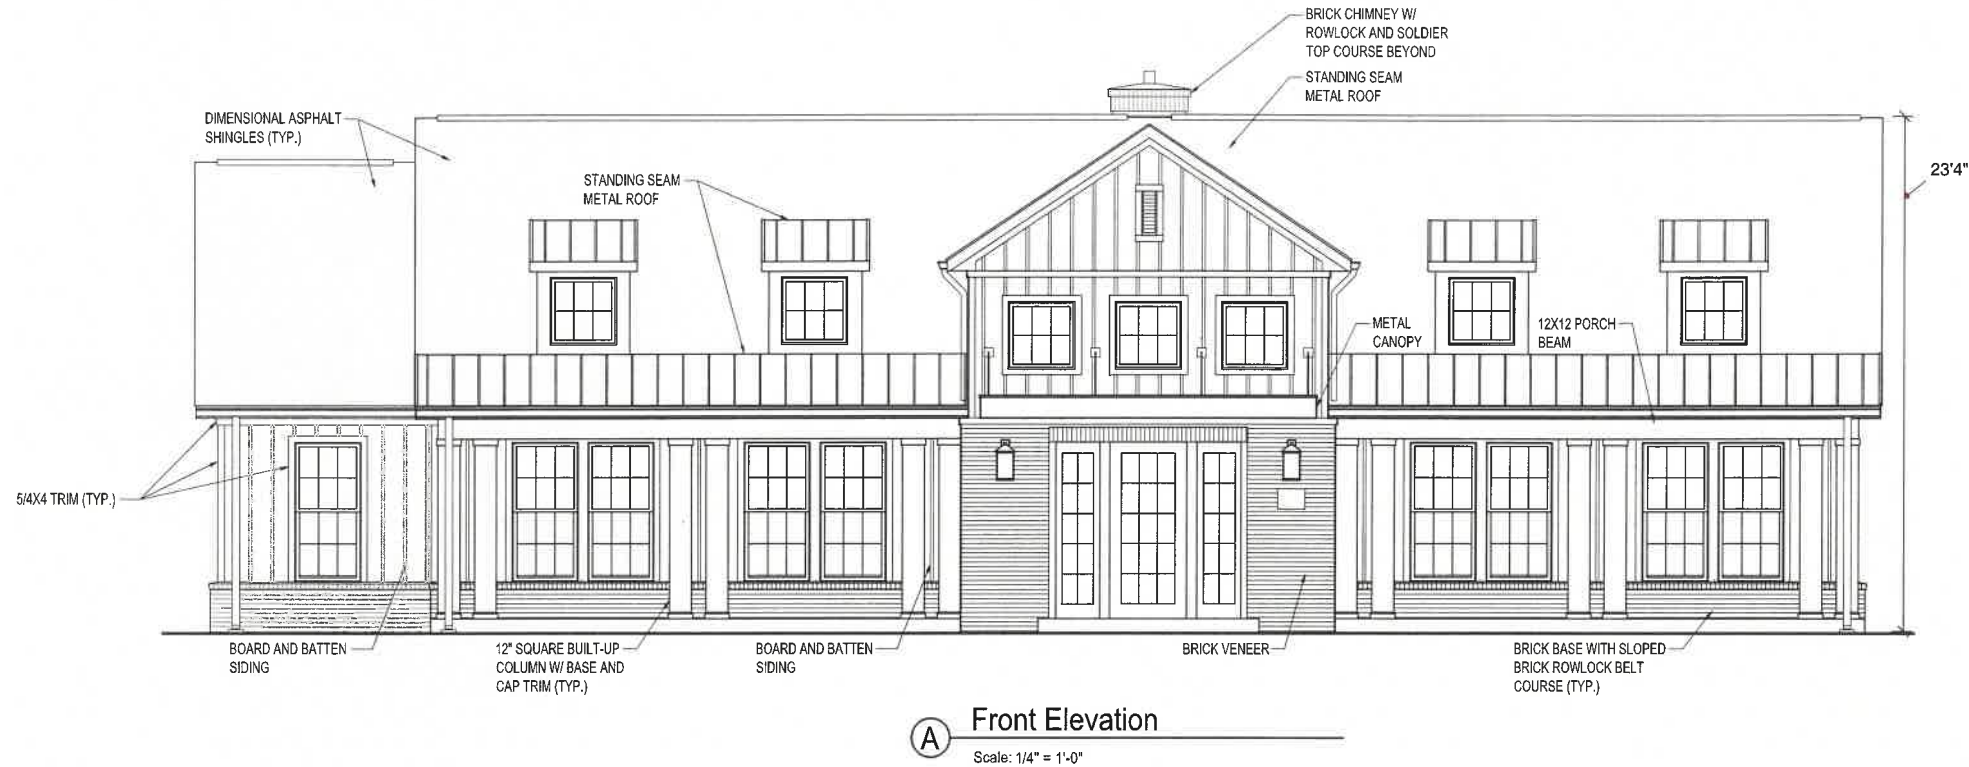 BRICK CHIMNEY W/
ROWLOCK AND SOLDIER
TOP COURSE BEYOND
STANDING SEAM
METAL ROOF
DIMENSIONAL ASPHALT
SHINGLES (TYP.)
23'4"
STANDING SEAM
METAL ROOF
METAL
CANOPY
12X12 PORCH
BEAM
5/4X4 TRIM (TYP.)
BOARD AND BATTEN
SIDING
12" SQUARE BUILT-UP
COLUMN W/ BASE AND
CAP TRIM (TYP.)
BOARD AND BATTEN
SIDING
BRICK VENEER
BRICK BASE WITH SLOPED
BRICK ROWLOCK BELT
COURSE (TYP.)
A
Front Elevation
Scale: 1/4" = 1'-0"